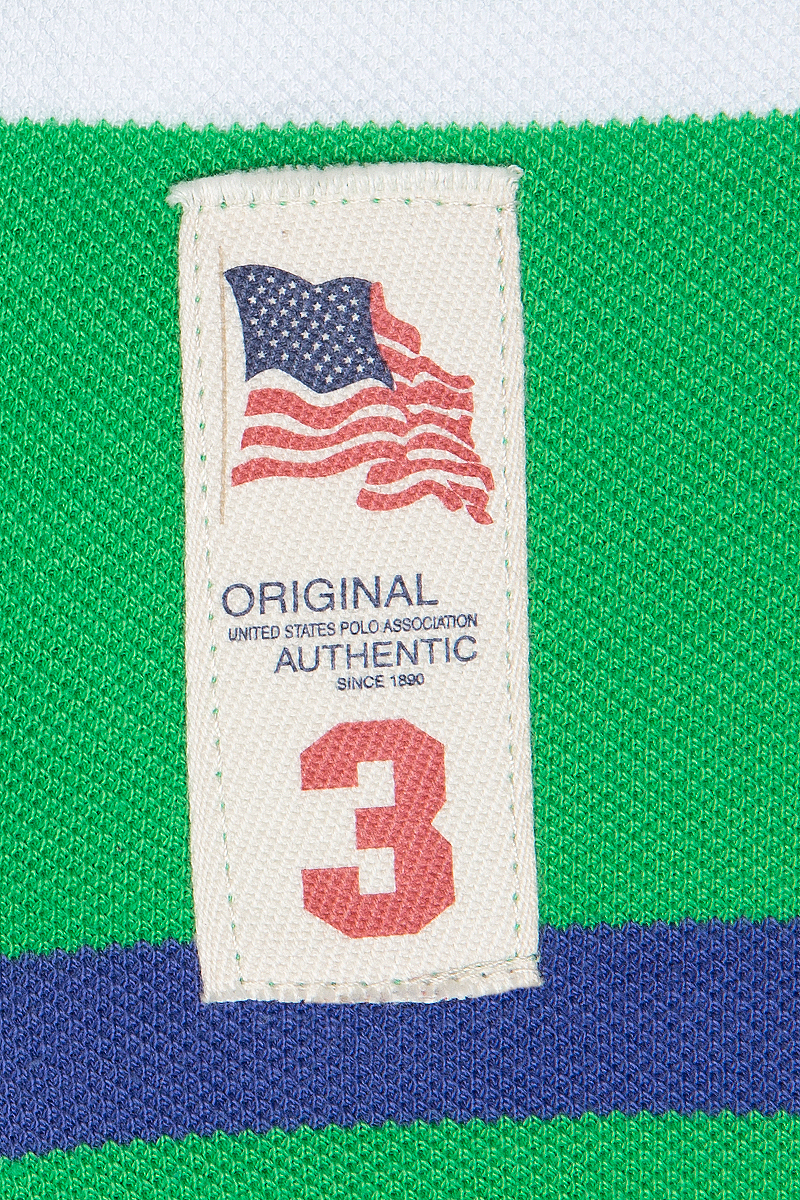 ORIGINAL
UNITED STATES POLO ASSOCIATION
AUTHENTIC
SINCE 1890
3